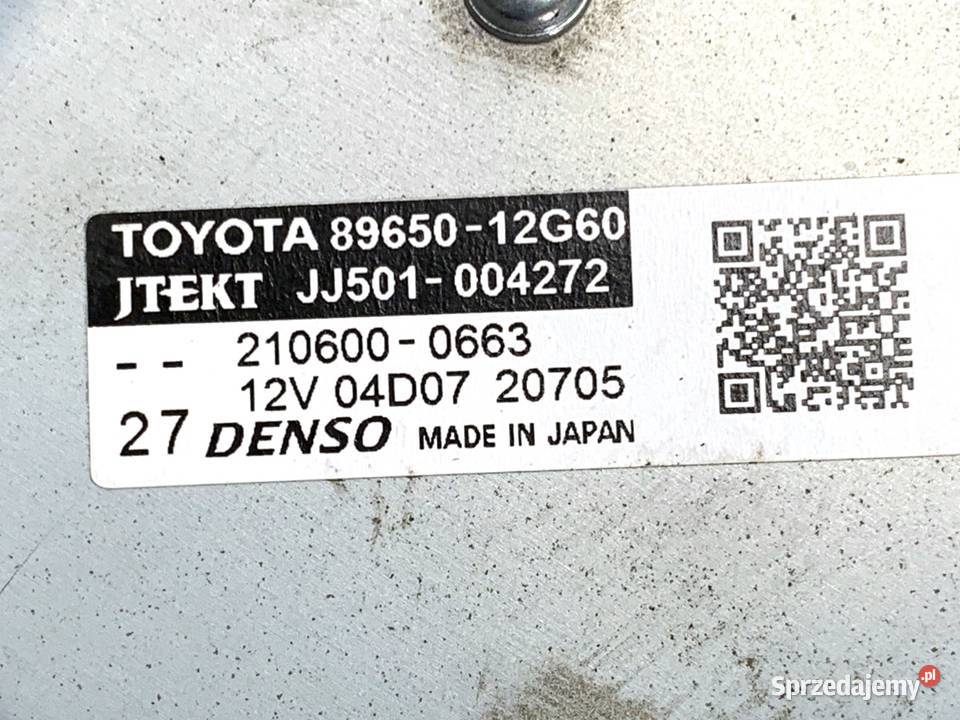 TOYOTA 89650-12G60
JTEKT JJ501-004272
-- 210600-0663
12V 04D07 20705
27 DENSO MADE IN JAPAN
Sprzedajemy.pl